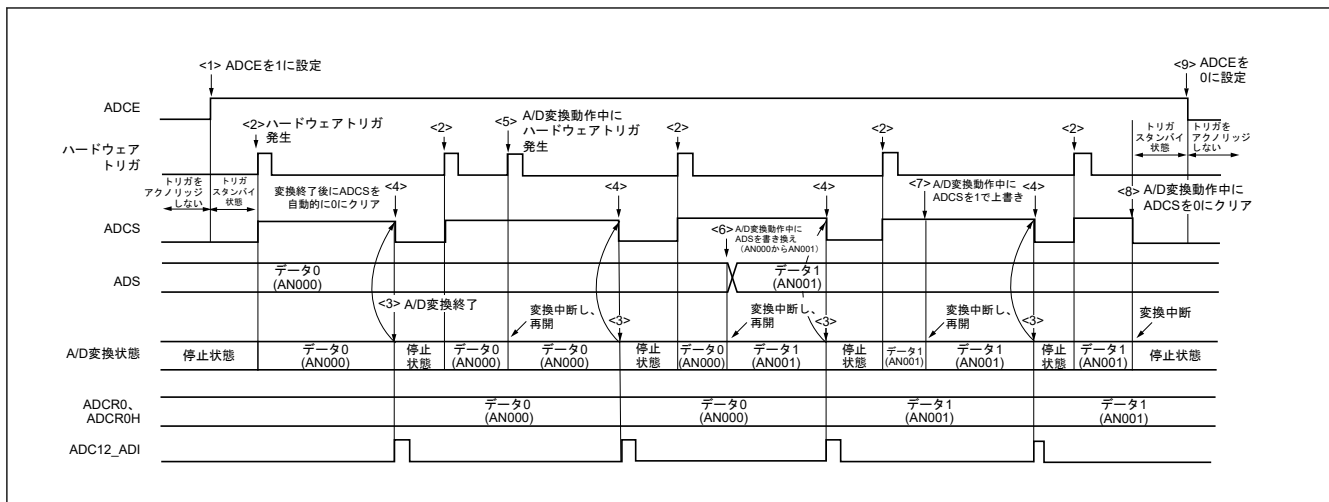 <1> ADCEを1に設定
<9> ADCEを
0に設定
ADCE
<2>ハードウェアトリガ
発生
<2>
<5> A/D変換動作中に
ハードウェアトリガ
発生
<2>
<2>
<2>
トリガ
スタンバイ
状態
トリガを
アクノリッジ
しない
ハードウェア
トリガ
トリガを
アクノリッジ
しない
トリガ
スタンバイ
状態
変換終了後にADCSを
自動的に0にクリア
<4>
<4>
<4>
<7> A/D変換動作中に
ADCSを1で上書き
<4>
<8> A/D変換動作中に
ADCSを0にクリア
ADCS
<6> A/D変換動作中に
ADSを書き換え
(AN000からAN001)
ADS
データ0
(AN000)
データ1
(AN001)
<3> A/D変換終了
変換中断し、
再開
<3>
変換中断し、
再開
<3>
変換中断し、
再開
<3>
変換中断
A/D変換状態
停止状態
データ0
(AN000)
停止
状態
データ0
(AN000)
データ0
(AN000)
停止
状態
データ0
(AN000)
データ1
(AN001)
停止
状態
データ1
(AN001)
データ1
(AN001)
停止
状態
データ1
(AN001)
停止状態
ADCR0、
ADCR0H
データ0
(AN000)
データ0
(AN000)
データ1
(AN001)
データ1
(AN001)
ADC12_ADI